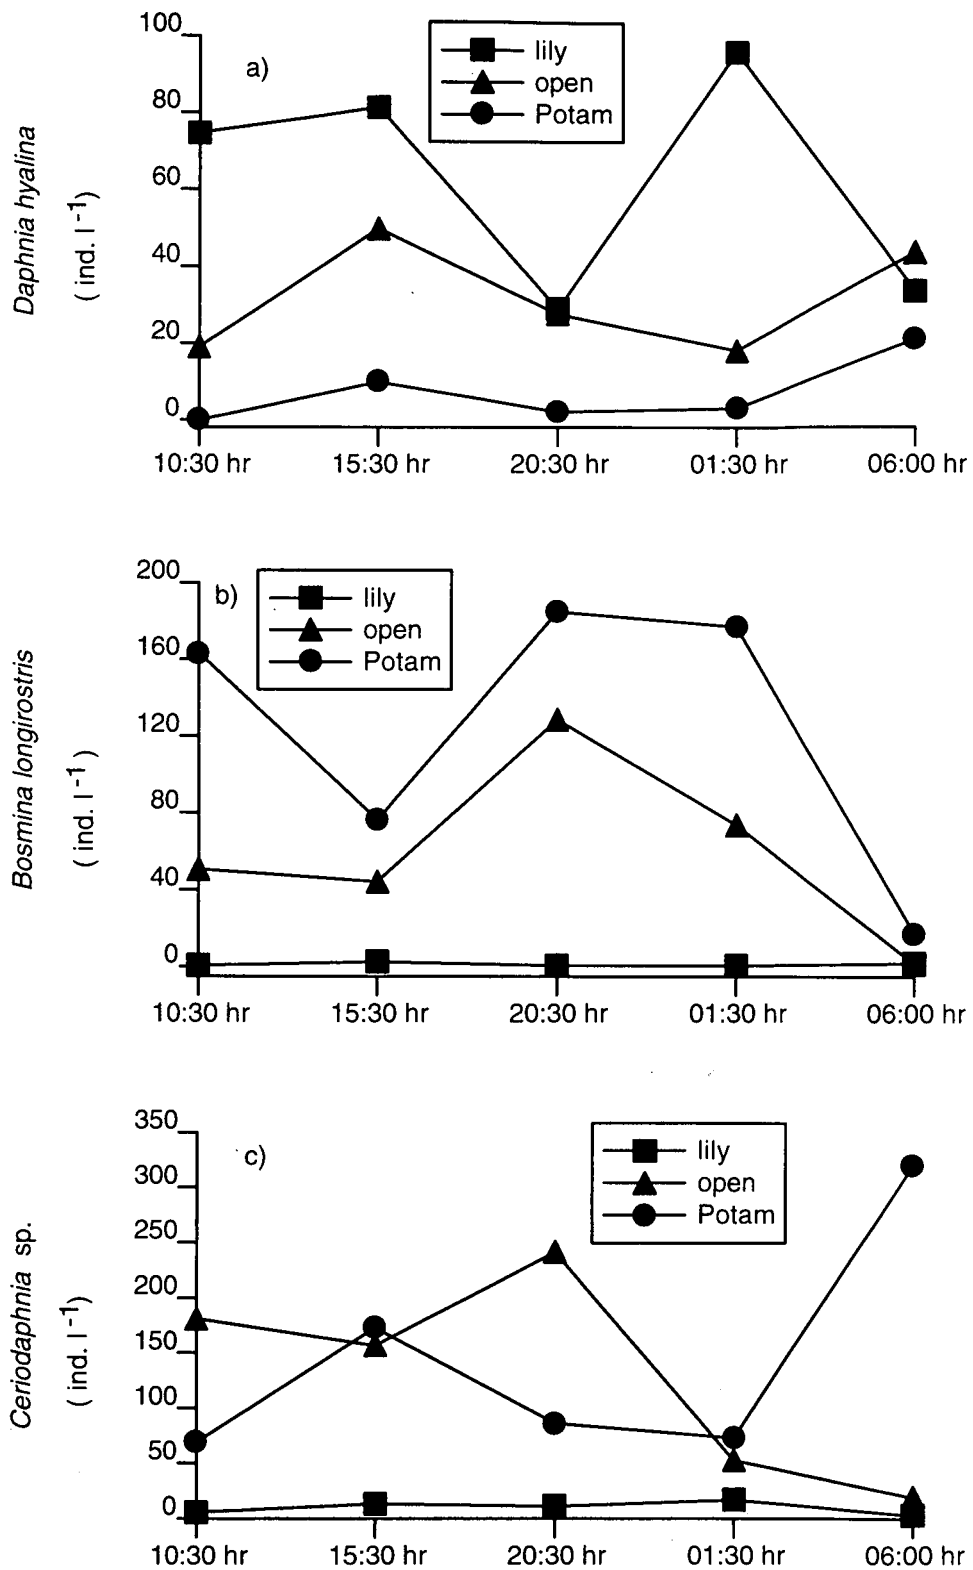 100
80
60
40
20
0
Daphnia hyalina
( ind. l⁻¹)
a)
lily
open
Potam
10:30 hr 15:30 hr 20:30 hr 01:30 hr 06:00 hr
200
160
120
80
40
0
Bosmina longirostris
( ind. l⁻¹)
b)
lily
open
Potam
10:30 hr 15:30 hr 20:30 hr 01:30 hr 06:00 hr
350
300
250
200
150
100
50
0
Ceriodaphnia sp.
( ind. l⁻¹)
c)
lily
open
Potam
10:30 hr 15:30 hr 20:30 hr 01:30 hr 06:00 hr